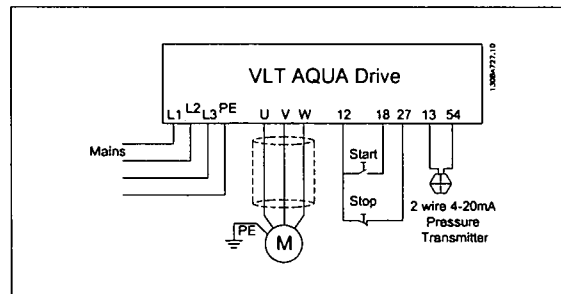 VLT AQUA Drive
130BA727.10
L1 L2 L3 PE U V W 12 18 27 13 54
Mains
Start
Stop
PE
M
2 wire 4-20mA
Pressure
Transmitter